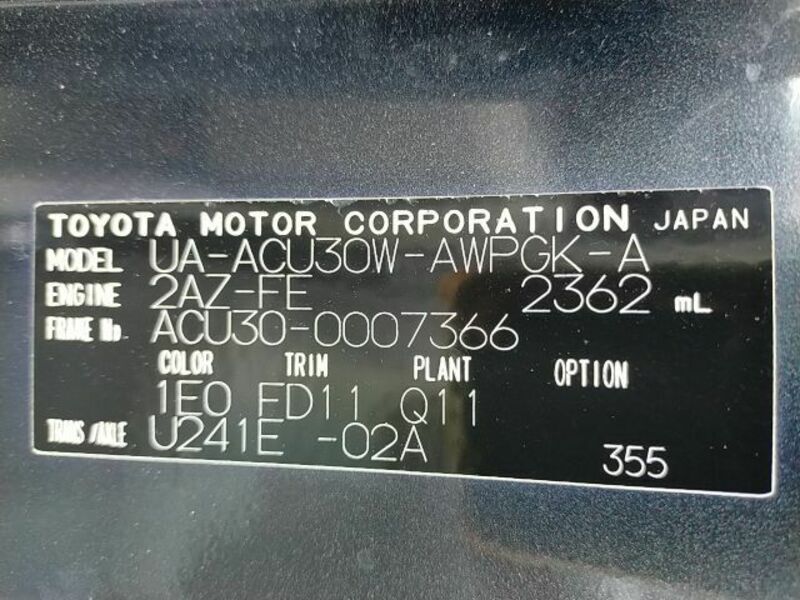 TOYOTA MOTOR CORPORATION JAPAN
MODEL UA-ACU30W-AWPGK-A
ENGINE 2AZ-FE 2362 mL
FRAME No ACU30-0007366
COLOR TRIM PLANT OPTION
1E0 FD11 Q11
TRANS/AXLE U241E -02A
355